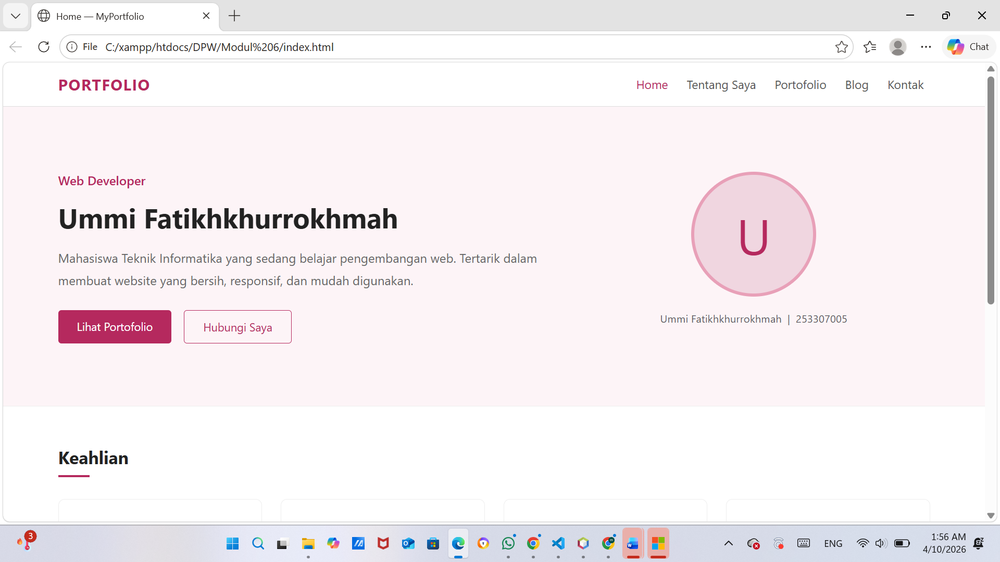 Home — MyPortfolio
File C:/xampp/htdocs/DPW/Modul%206/index.html
Chat
PORTFOLIO
Home Tentang Saya Portofolio Blog Kontak
Web Developer
Ummi Fatikhkhurrokhmah
Mahasiswa Teknik Informatika yang sedang belajar pengembangan web. Tertarik dalam
membuat website yang bersih, responsif, dan mudah digunakan.
Lihat Portofolio Hubungi Saya
U
Ummi Fatikhkhurrokhmah | 253307005
Keahlian
3
ENG
1:56 AM
4/10/2026